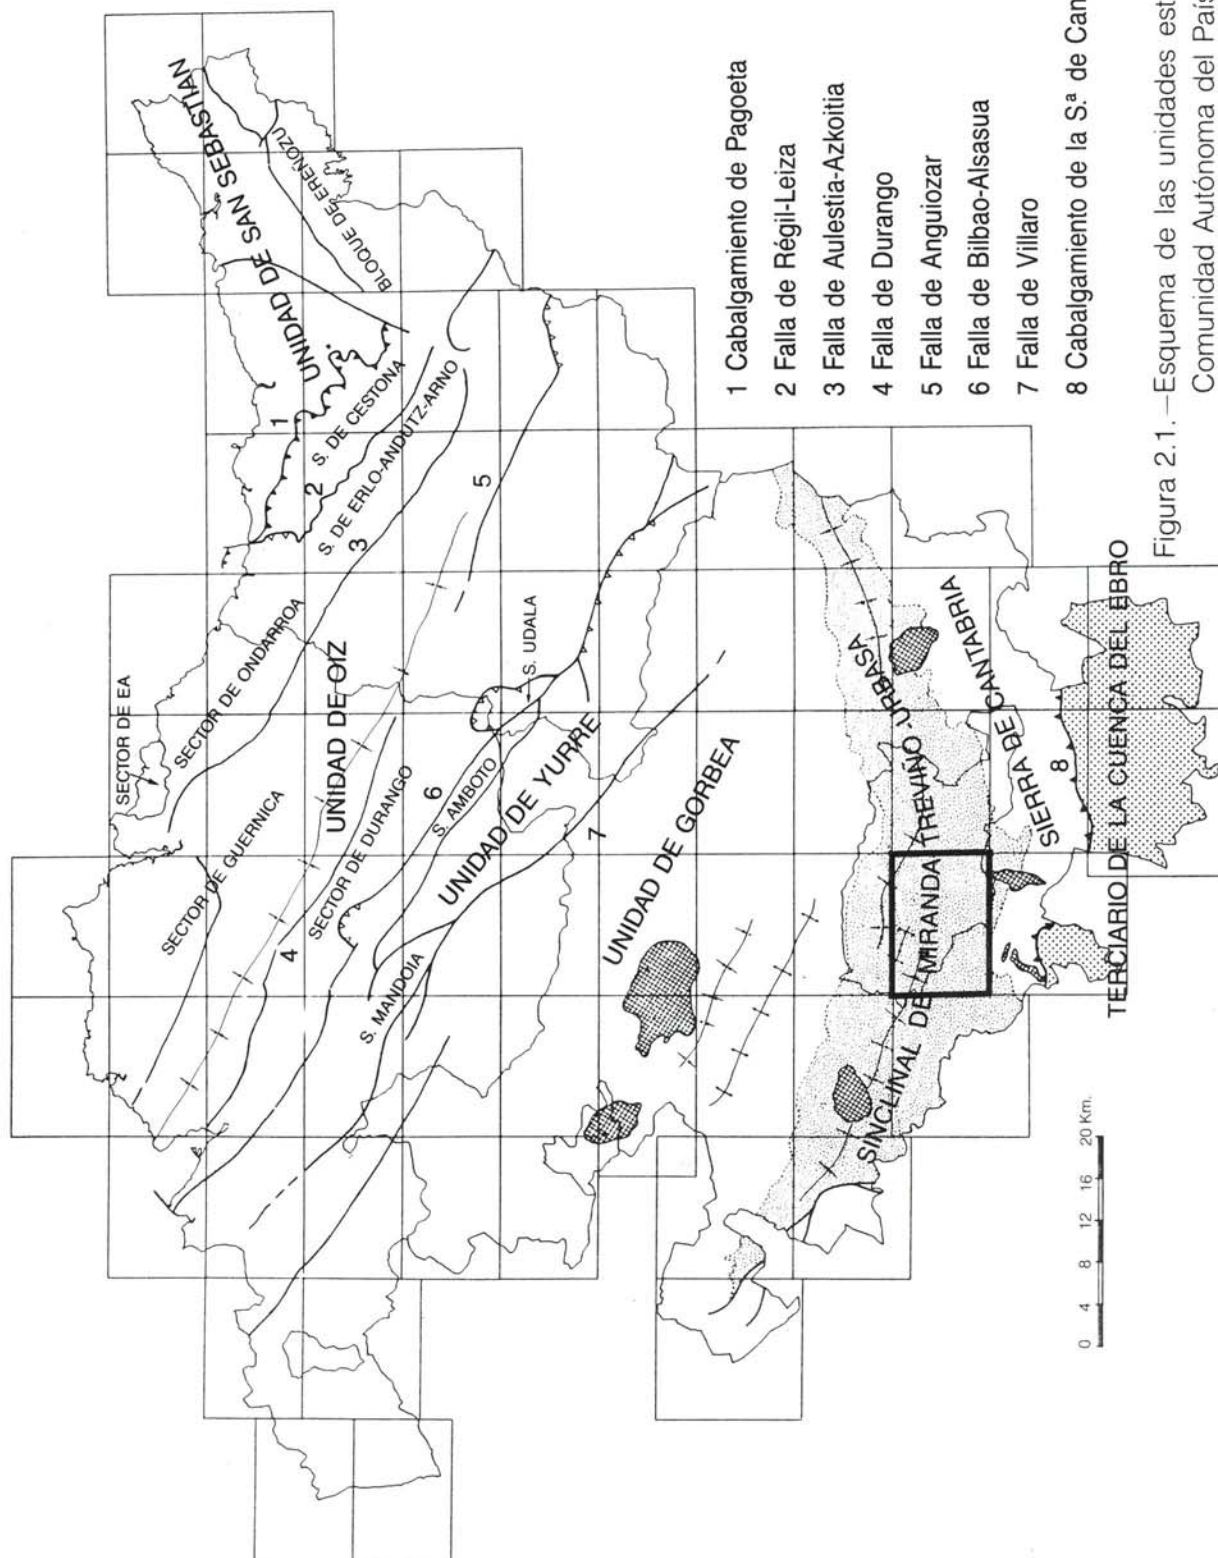 UNIDAD DE SAN SEBASTIAN
BLOQUE DE EREÑOZU
1
S. DE CESTONA
2
S. DE ERLO-ANDUTZ-ARNO
3
5
SECTOR DE EA
SECTOR DE ONDARROA
SECTOR DE GUERNICA
UNIDAD DE OIZ
4
SECTOR DE DURANGO
S. UDALA
6
S. AMBOTO
UNIDAD DE YURRE
7
S. MANDOIA
UNIDAD DE GORBEA
SINCLINAL DE MIRANDA TREVIÑO URBASA
SIERRA DE CANTABRIA
8
TERCIARIO DE LA CUENCA DEL EBRO
0 4 8 12 16 20 Km.
1 Cabalgamiento de Pagoeta
2 Falla de Régil-Leiza
3 Falla de Aulestia-Azkoitia
4 Falla de Durango
5 Falla de Anguiozar
6 Falla de Bilbao-Alsasua
7 Falla de Villaro
8 Cabalgamiento de la S.ª de Can
Figura 2.1.—Esquema de las unidades est
Comunidad Autónoma del País